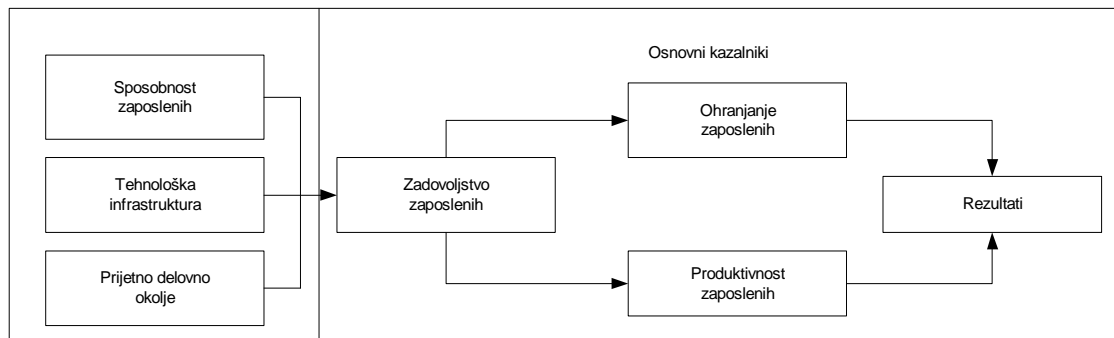 Sposobnost
zaposlenih
Tehnološka
infrastruktura
Prijetno delovno
okolje
Osnovni kazalniki
Zadovoljstvo
zaposlenih
Ohranjanje
zaposlenih
Produktivnost
zaposlenih
Rezultati